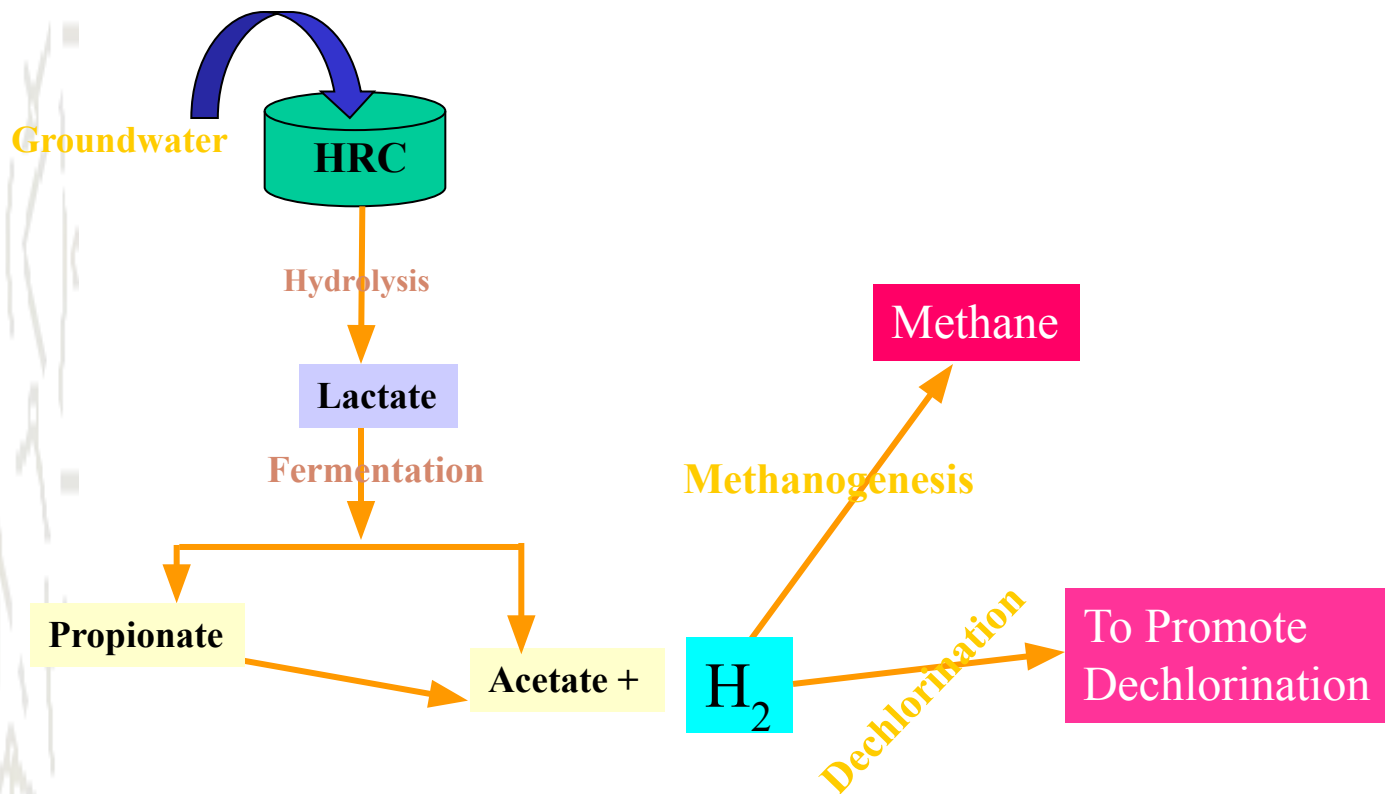 Groundwater
HRC
Hydrolysis
Lactate
Fermentation
Propionate
Acetate +
H₂
Methanogenesis
Methane
Dechlorination
To Promote
Dechlorination